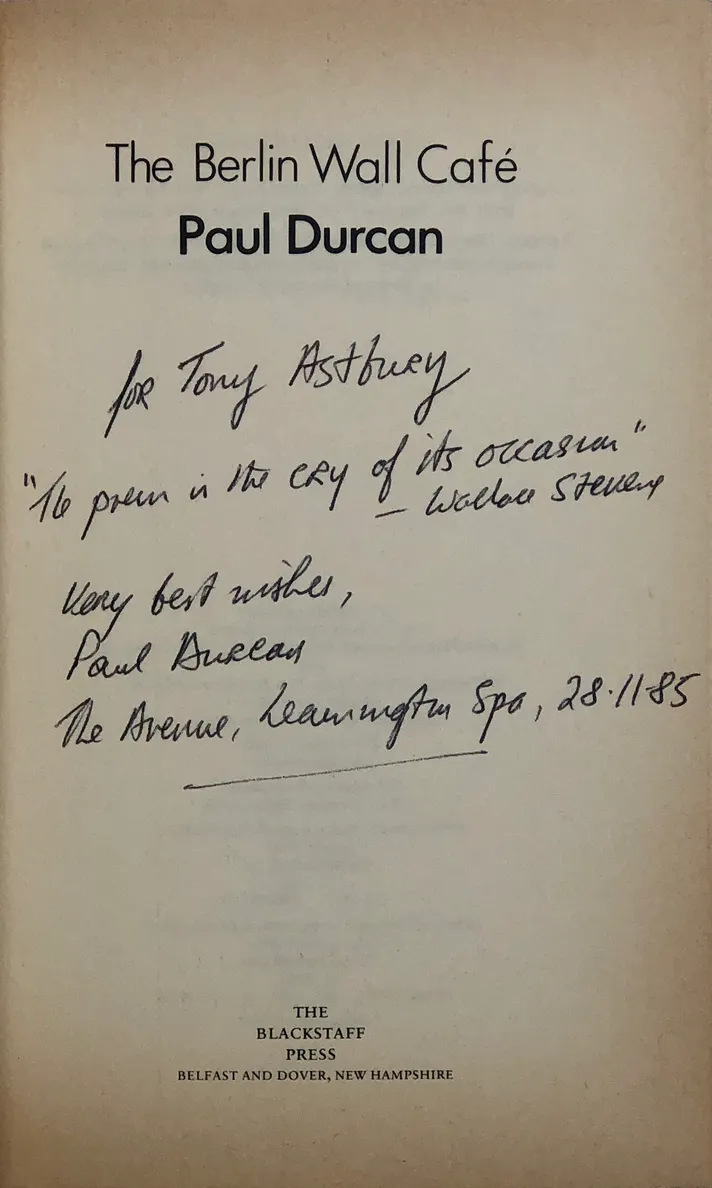 The Berlin Wall Café
Paul Durcan
for Tony Astbury
"The poem is the cry of its occasion"
— Wallace Stevens
Very best wishes,
Paul Durcan
The Avenue, Leamington Spa, 28·11·85
THE
BLACKSTAFF
PRESS
BELFAST AND DOVER, NEW HAMPSHIRE